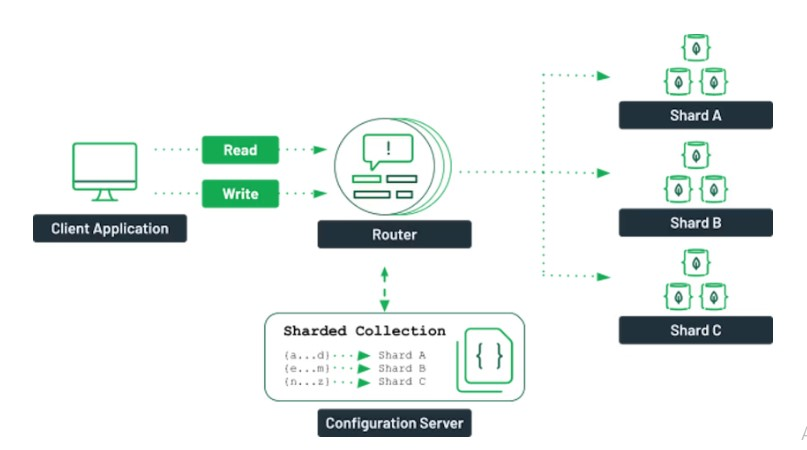 Read
Write
Client Application
!
Router
Shard A
Shard B
Shard C
Sharded Collection
{a...d}
Shard A
{e...m}
Shard B
{n...z}
Shard C
{ }
Configuration Server
A